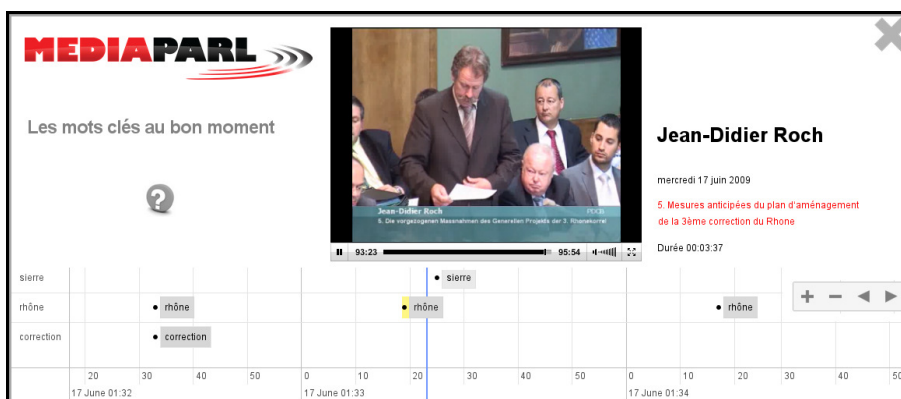 MEDIAPARL
Les mots clés au bon moment
?
Jean-Didier Roch
5. Die vorgezogenen Massnahmen des Generellen Projekts der 3. Rhonekorrektion
93:23
95:54
Jean-Didier Roch
mercredi 17 juin 2009
5. Mesures anticipées du plan d'aménagement
de la 3ème correction du Rhone
Durée 00:03:37
sierre
sierre
rhône
rhône
rhône
rhône
correction
correction
20 30 40 50 0 10 20 30 40 50 0 10 20 30 40 50
17 June 01:32 17 June 01:33 17 June 01:34